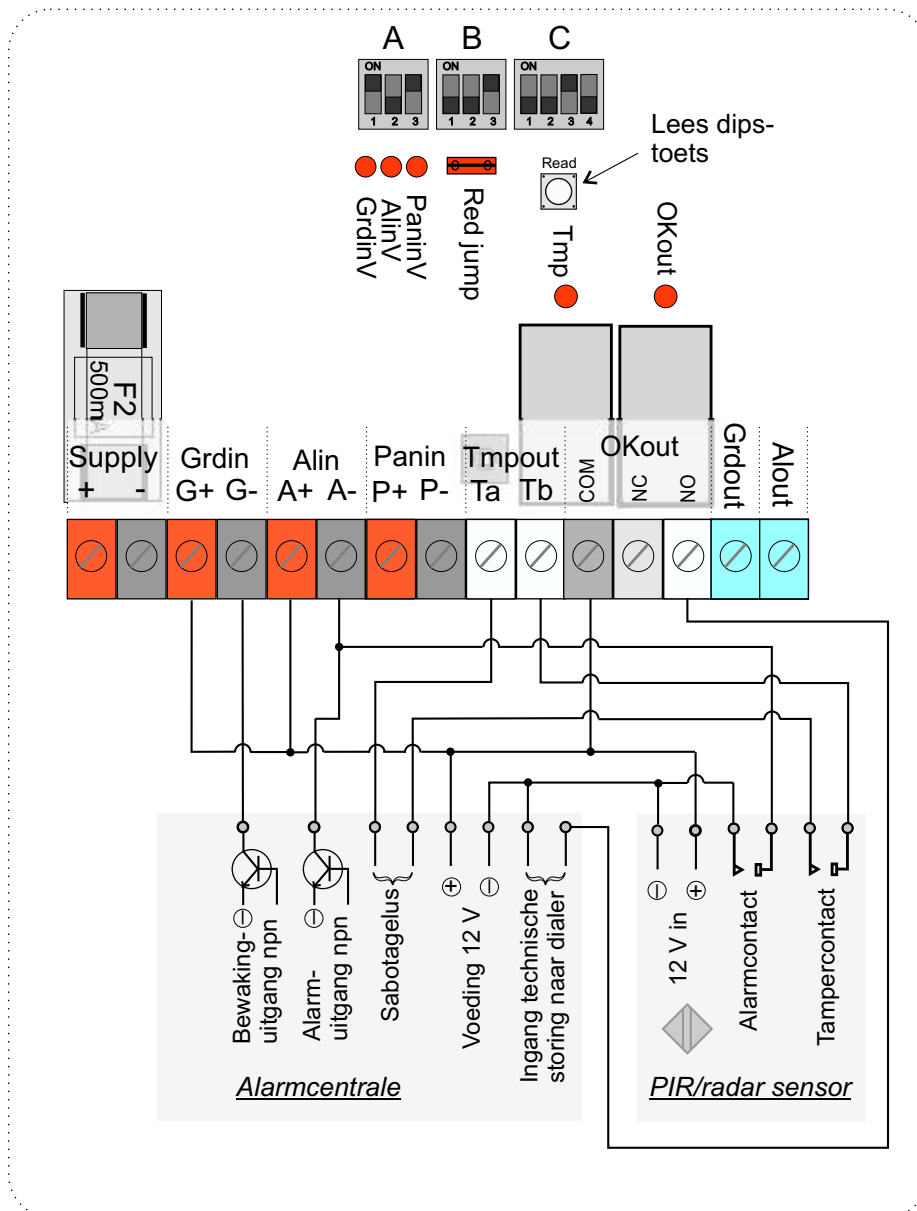 A B C
ON ON ON
1 2 3 1 2 3 1 2 3 4
Lees dips-
toets
Read
GrdinV
AlinV
PaninV
Red jump
Tmp
OKout
F2
500mA
Supply Grdin Alin Panin Tmpout OKout Grdout Alout
+ - G+ G- A+ A- P+ P- Ta Tb COM NC NO
Bewaking-
uitgang npn
Alarm-
uitgang npn
Sabotagelus
+ -
Voeding 12 V
Ingang technische
storing naar dialer
- +
12 V in
Alarmcontact
Tampercontact
Alarmcentrale
PIR/radar sensor